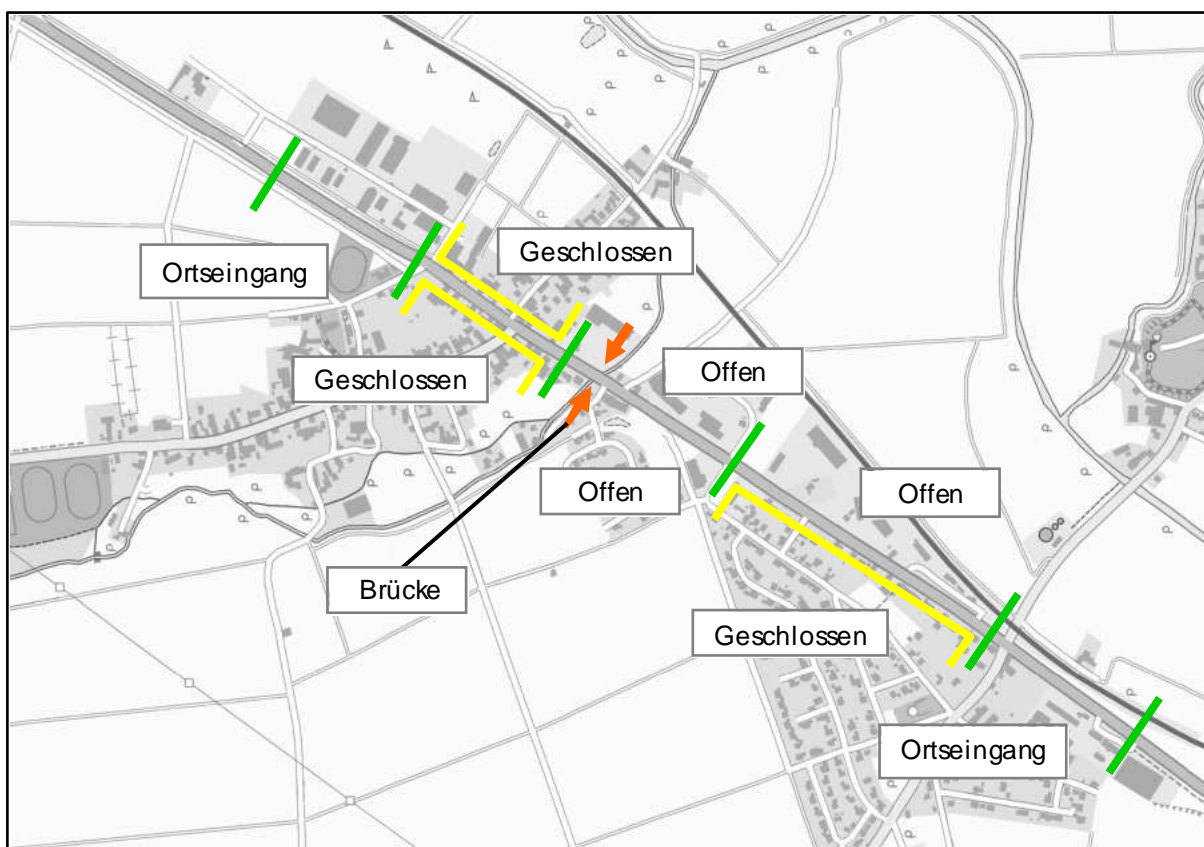 Geschlossen
Ortseingang
Geschlossen
Offen
Offen
Offen
Brücke
Geschlossen
Ortseingang